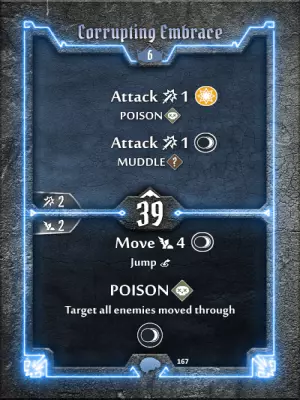 Corrupting Embrace
6
Attack 1
POISON
Attack 1
MUDDLE ?
2
39
2
Move 4
Jump
POISON
Target all enemies moved through
167